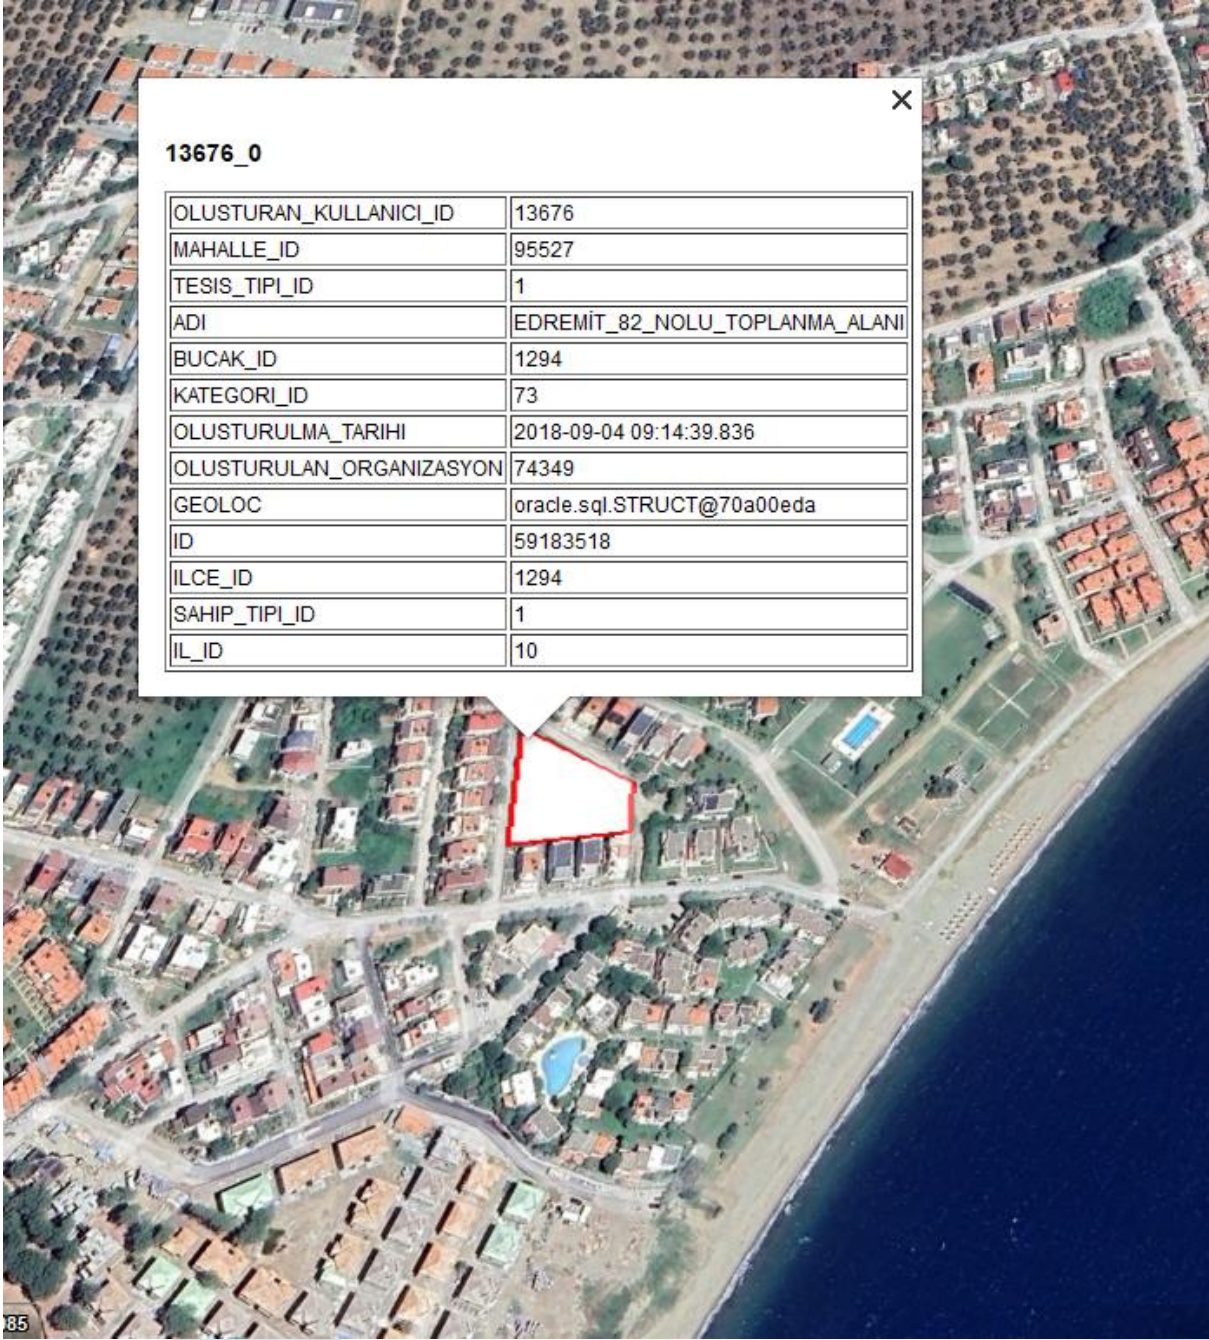 13676_0
OLUSTURAN_KULLANICI_ID 13676
MAHALLE_ID 95527
TESIS_TIPI_ID 1
ADI EDREMİT_82_NOLU_TOPLANMA_ALANI
BUCAK_ID 1294
KATEGORI_ID 73
OLUSTURULMA_TARIHI 2018-09-04 09:14:39.836
OLUSTURULAN_ORGANIZASYON 74349
GEOLOC oracle.sql.STRUCT@70a00eda
ID 59183518
ILCE_ID 1294
SAHIP_TIPI_ID 1
IL_ID 10
085